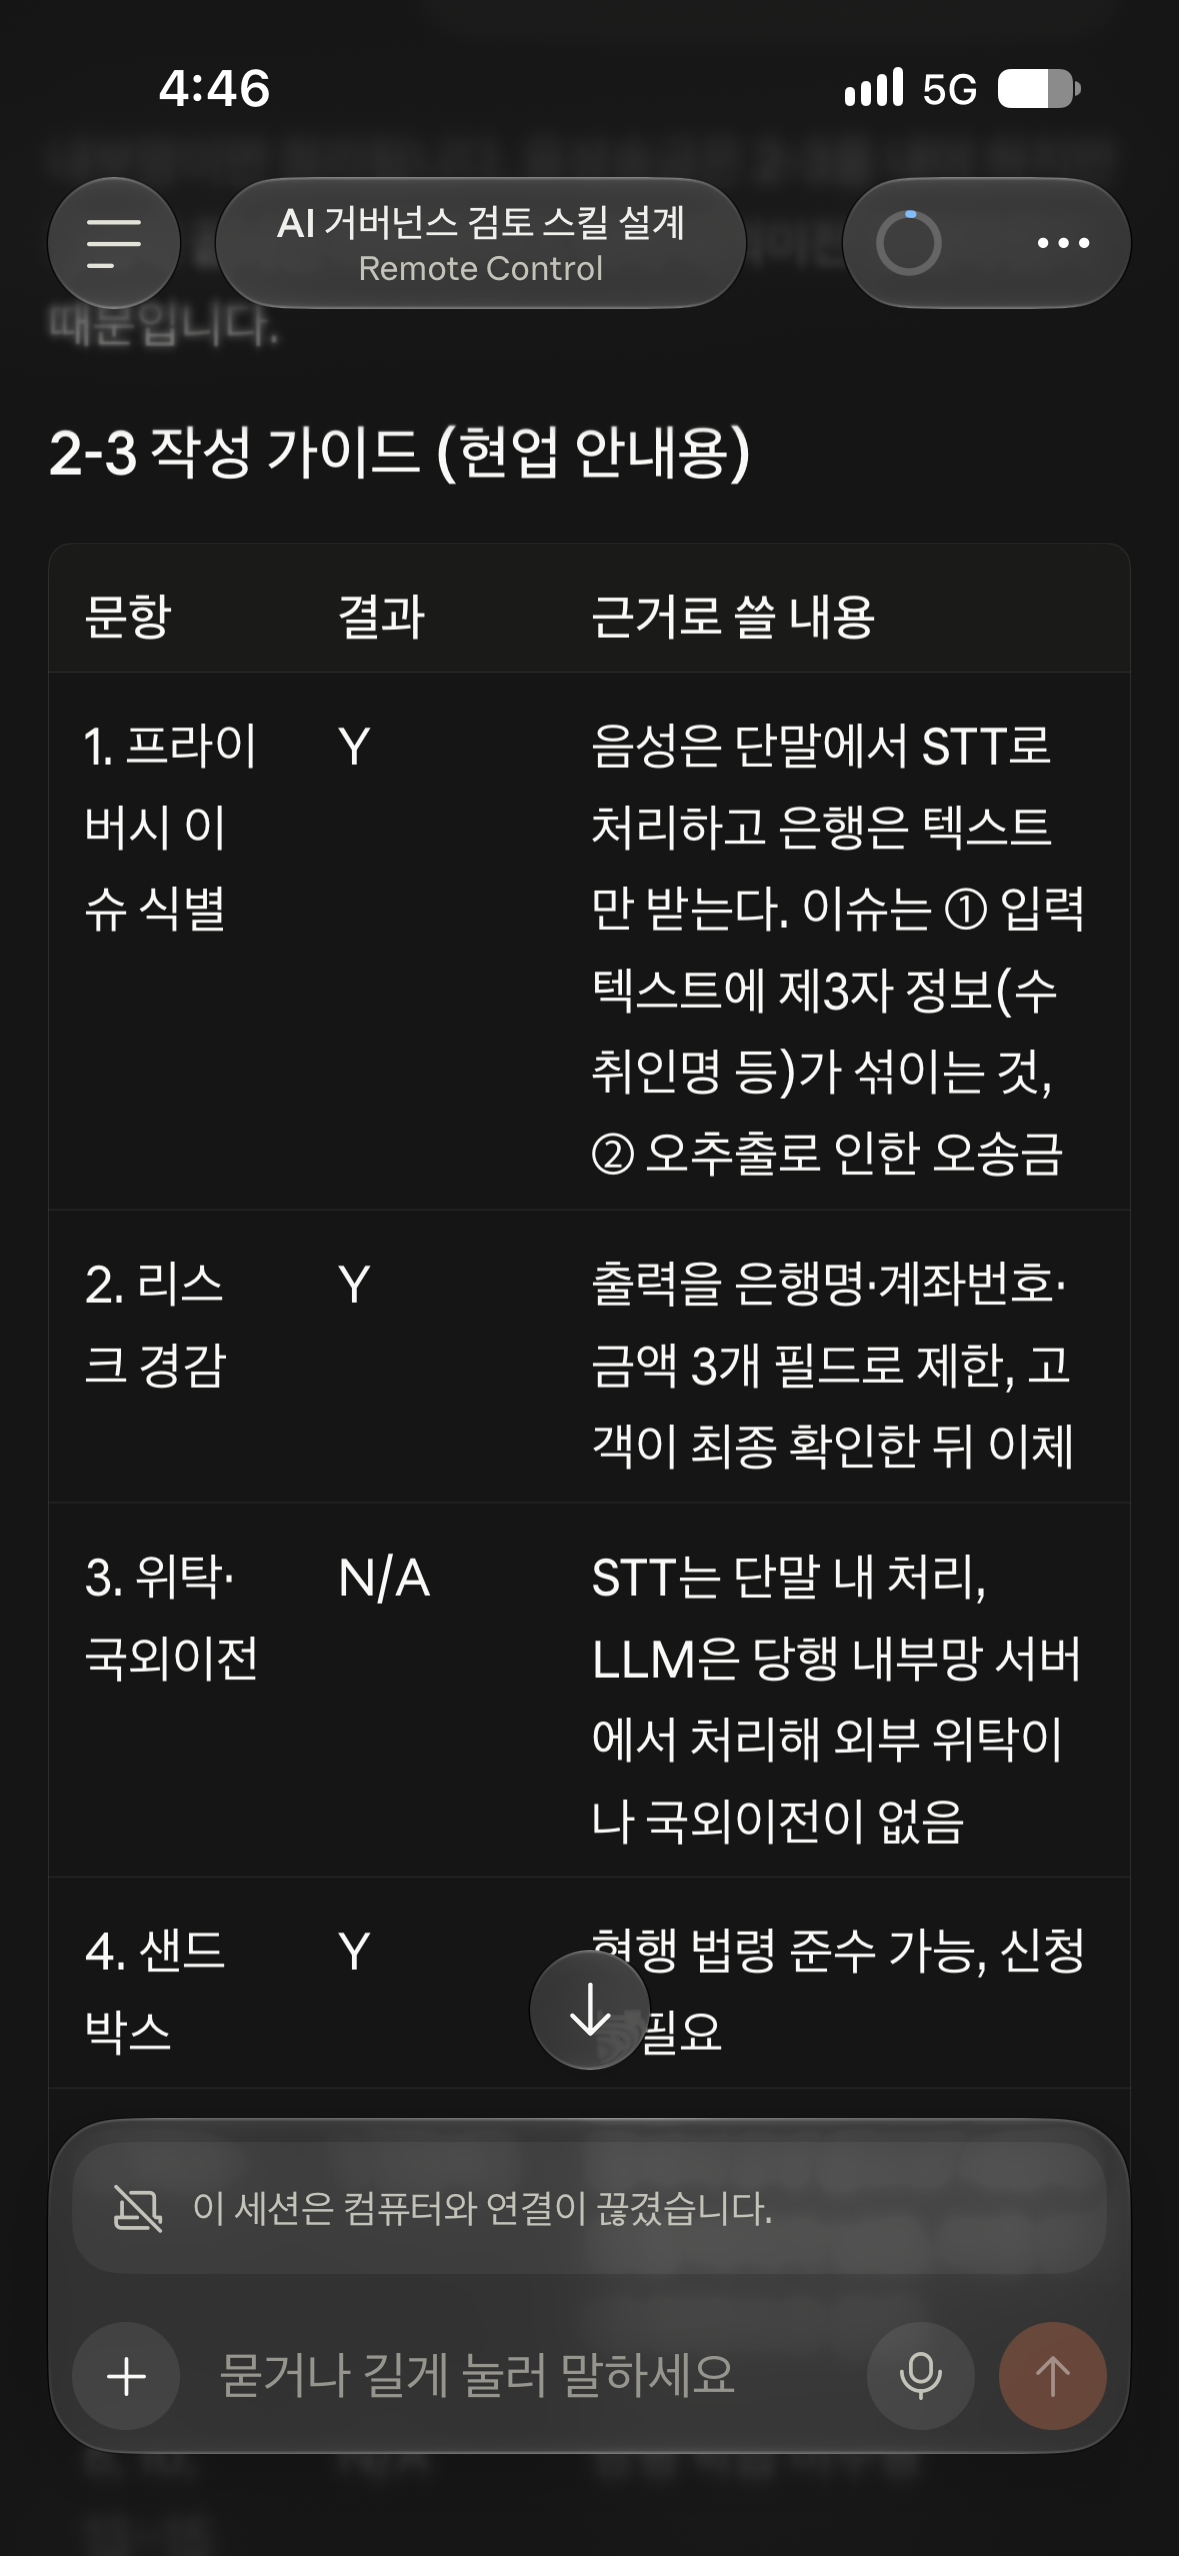 4:46
5G
AI 거버넌스 검토 스킬 설계
Remote Control
때문입니다.
2-3 작성 가이드 (현업 안내용)
문항 결과 근거로 쓸 내용
1. 프라이 Y 음성은 단말에서 STT로
버시 이 처리하고 은행은 텍스트
슈 식별 만 받는다. 이슈는 ① 입력
텍스트에 제3자 정보(수
취인명 등)가 섞이는 것,
② 오추출로 인한 오송금
2. 리스 Y 출력을 은행명·계좌번호·
크 경감 금액 3개 필드로 제한, 고
객이 최종 확인한 뒤 이체
3. 위탁· N/A STT는 단말 내 처리,
국외이전 LLM은 당행 내부망 서버
에서 처리해 외부 위탁이
나 국외이전이 없음
4. 샌드 Y 현행 법령 준수 가능, 신청
박스 필요
이 세션은 컴퓨터와 연결이 끊겼습니다.
묻거나 길게 눌러 말하세요